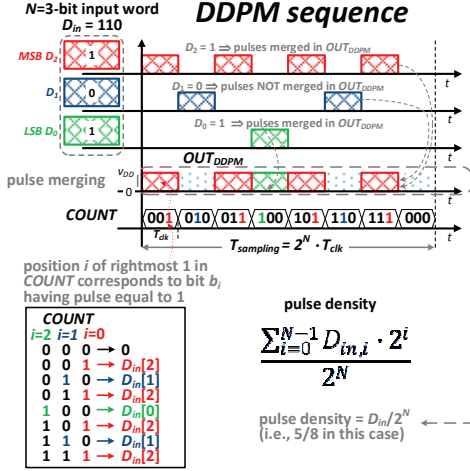 N=3-bit input word
DDPM sequence
D_in = 110
MSB D_2 1
D_2 = 1 ⇒ pulses merged in OUT_DDPM
t
D_1 0
D_1 = 0 ⇒ pulses NOT merged in OUT_DDPM
t
LSB D_0 1
D_0 = 1 ⇒ pulses merged in OUT_DDPM
t
OUT_DDPM
pulse merging
V_DD
0
t
COUNT 001 010 011 100 101 110 111 000
t
T_clk
T_sampling = 2^N · T_clk
position i of rightmost 1 in
COUNT corresponds to bit b_i
having pulse equal to 1
COUNT
i=2 i=1 i=0
0 0 0 → 0
0 0 1 → D_in[2]
0 1 0 → D_in[1]
0 1 1 → D_in[2]
1 0 0 → D_in[0]
1 0 1 → D_in[2]
1 1 0 → D_in[1]
1 1 1 → D_in[2]
pulse density
∑_{i=0}^{N−1} D_{in,i} · 2^i
2^N
pulse density = D_in/2^N
(i.e., 5/8 in this case)